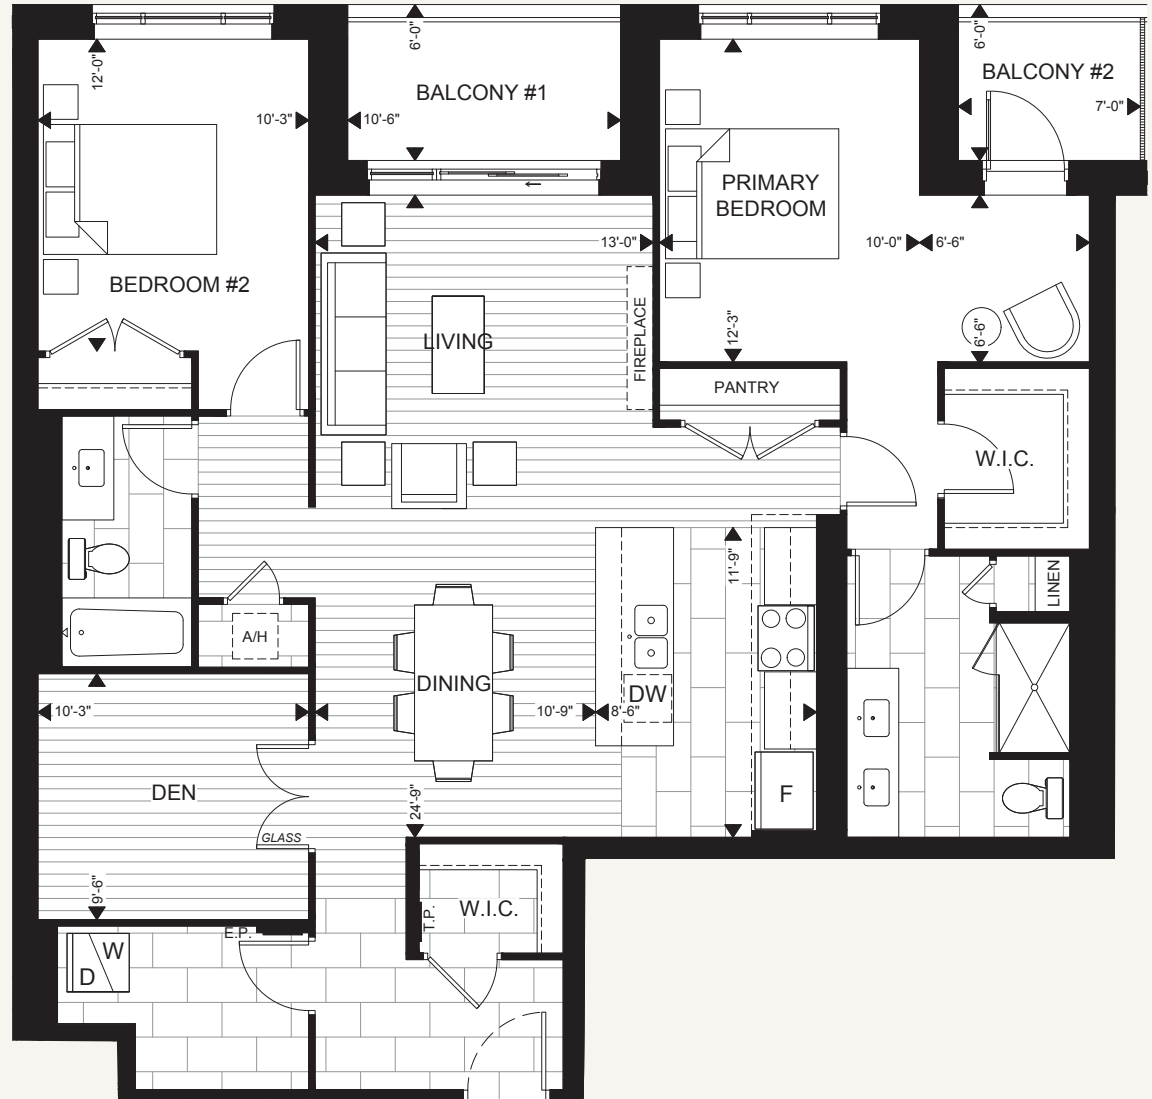 12'-0"
10'-3"
BEDROOM #2
6'-0"
BALCONY #1
10'-6"
PRIMARY
BEDROOM
6'-0"
BALCONY #2
7'-0"
13'-0"
10'-0"
6'-6"
LIVING
FIREPLACE
12'-3"
6'-6"
PANTRY
W.I.C.
11'-9"
LINEN
A/H
DINING
DW
10'-3"
10'-9"
8'-6"
DEN
24'-9"
F
GLASS
9'-6"
W.I.C.
T.P.
E.P.
W
D